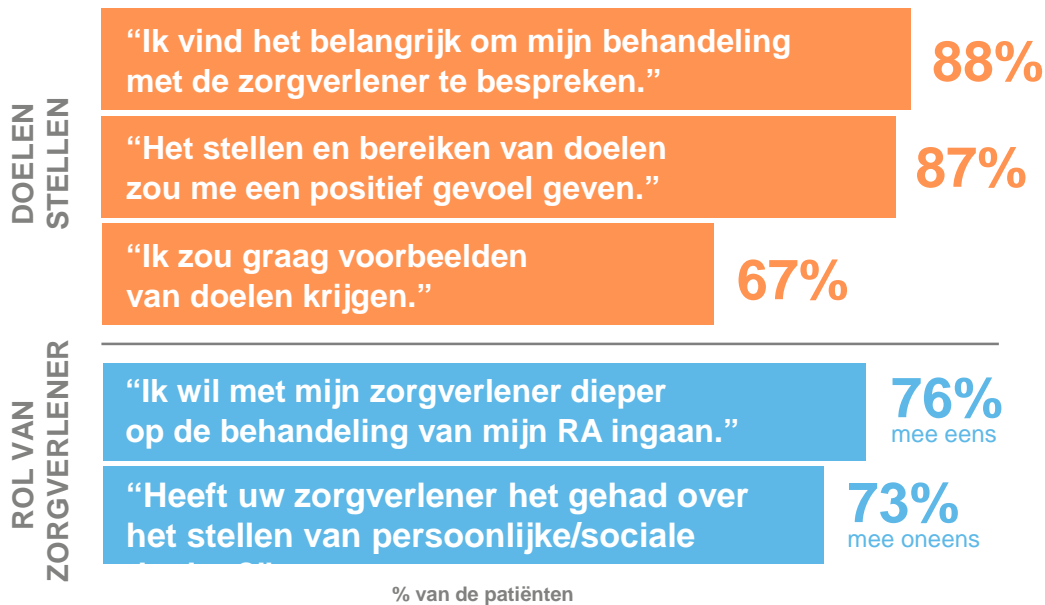 DOELEN
STELLEN
“Ik vind het belangrijk om mijn behandeling
met de zorgverlener te bespreken.”
88%
“Het stellen en bereiken van doelen
zou me een positief gevoel geven.”
87%
“Ik zou graag voorbeelden
van doelen krijgen.”
67%
ROL VAN
ZORGVERLENER
“Ik wil met mijn zorgverlener dieper
op de behandeling van mijn RA ingaan.”
76%
mee eens
“Heeft uw zorgverlener het gehad over
het stellen van persoonlijke/sociale
73%
mee oneens
% van de patiënten